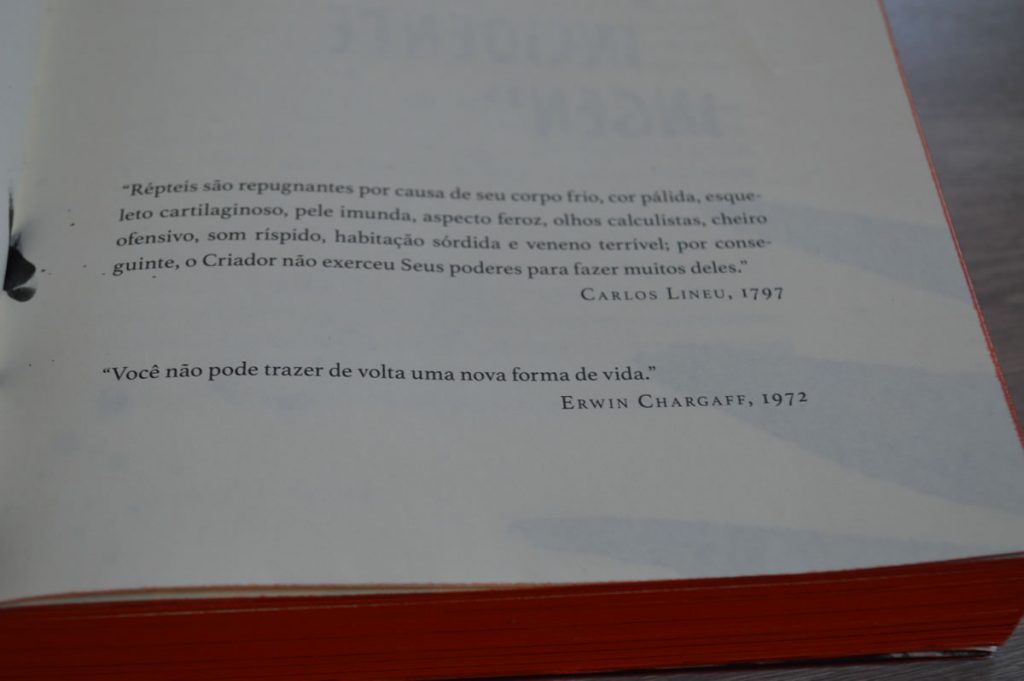 INCIDENTE
INGEN"
“Répteis são repugnantes por causa de seu corpo frio, cor pálida, esque-
leto cartilaginoso, pele imunda, aspecto feroz, olhos calculistas, cheiro
ofensivo, som ríspido, habitação sórdida e veneno terrível; por conse-
guinte, o Criador não exerceu Seus poderes para fazer muitos deles.”
CARLOS LINEU, 1797
“Você não pode trazer de volta uma nova forma de vida.”
ERWIN CHARGAFF, 1972